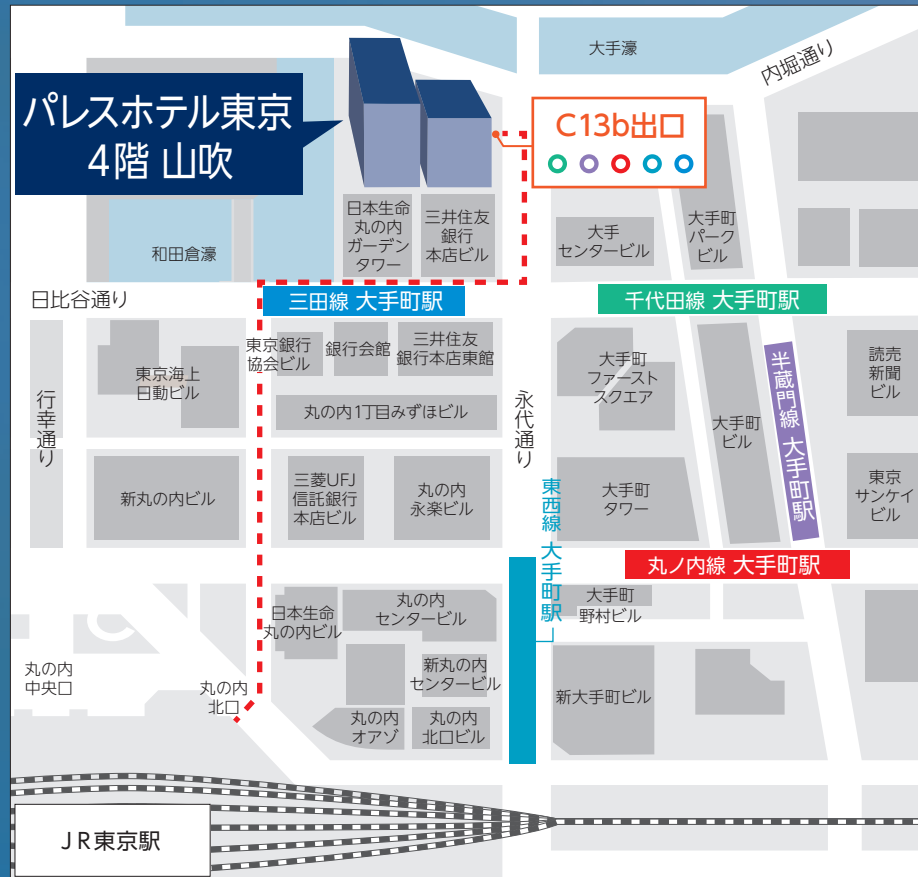 大手濠
内堀通り
パレスホテル東京
4階 山吹
C13b出口
日本生命
丸の内
ガーデン
タワー
三井住友
銀行
本店ビル
大手
センタービル
大手町
パーク
ビル
和田倉濠
日比谷通り
三田線 大手町駅
千代田線 大手町駅
行幸通り
東京海上
日動ビル
東京銀行
協会ビル
銀行会館
三井住友
銀行本店東館
丸の内1丁目みずほビル
永代通り
大手町
ファースト
スクエア
大手町
ビル
半蔵門線 大手町駅
読売
新聞
ビル
新丸の内ビル
三菱UFJ
信託銀行
本店ビル
丸の内
永楽ビル
東西線 大手町駅」
大手町
タワー
東京
サンケイ
ビル
丸ノ内線 大手町駅
日本生命
丸の内ビル
丸の内
センタービル
大手町
野村ビル
丸の内
中央口
丸の内
北口
新丸の内
センタービル
新大手町ビル
丸の内
オアゾ
丸の内
北口ビル
JR東京駅